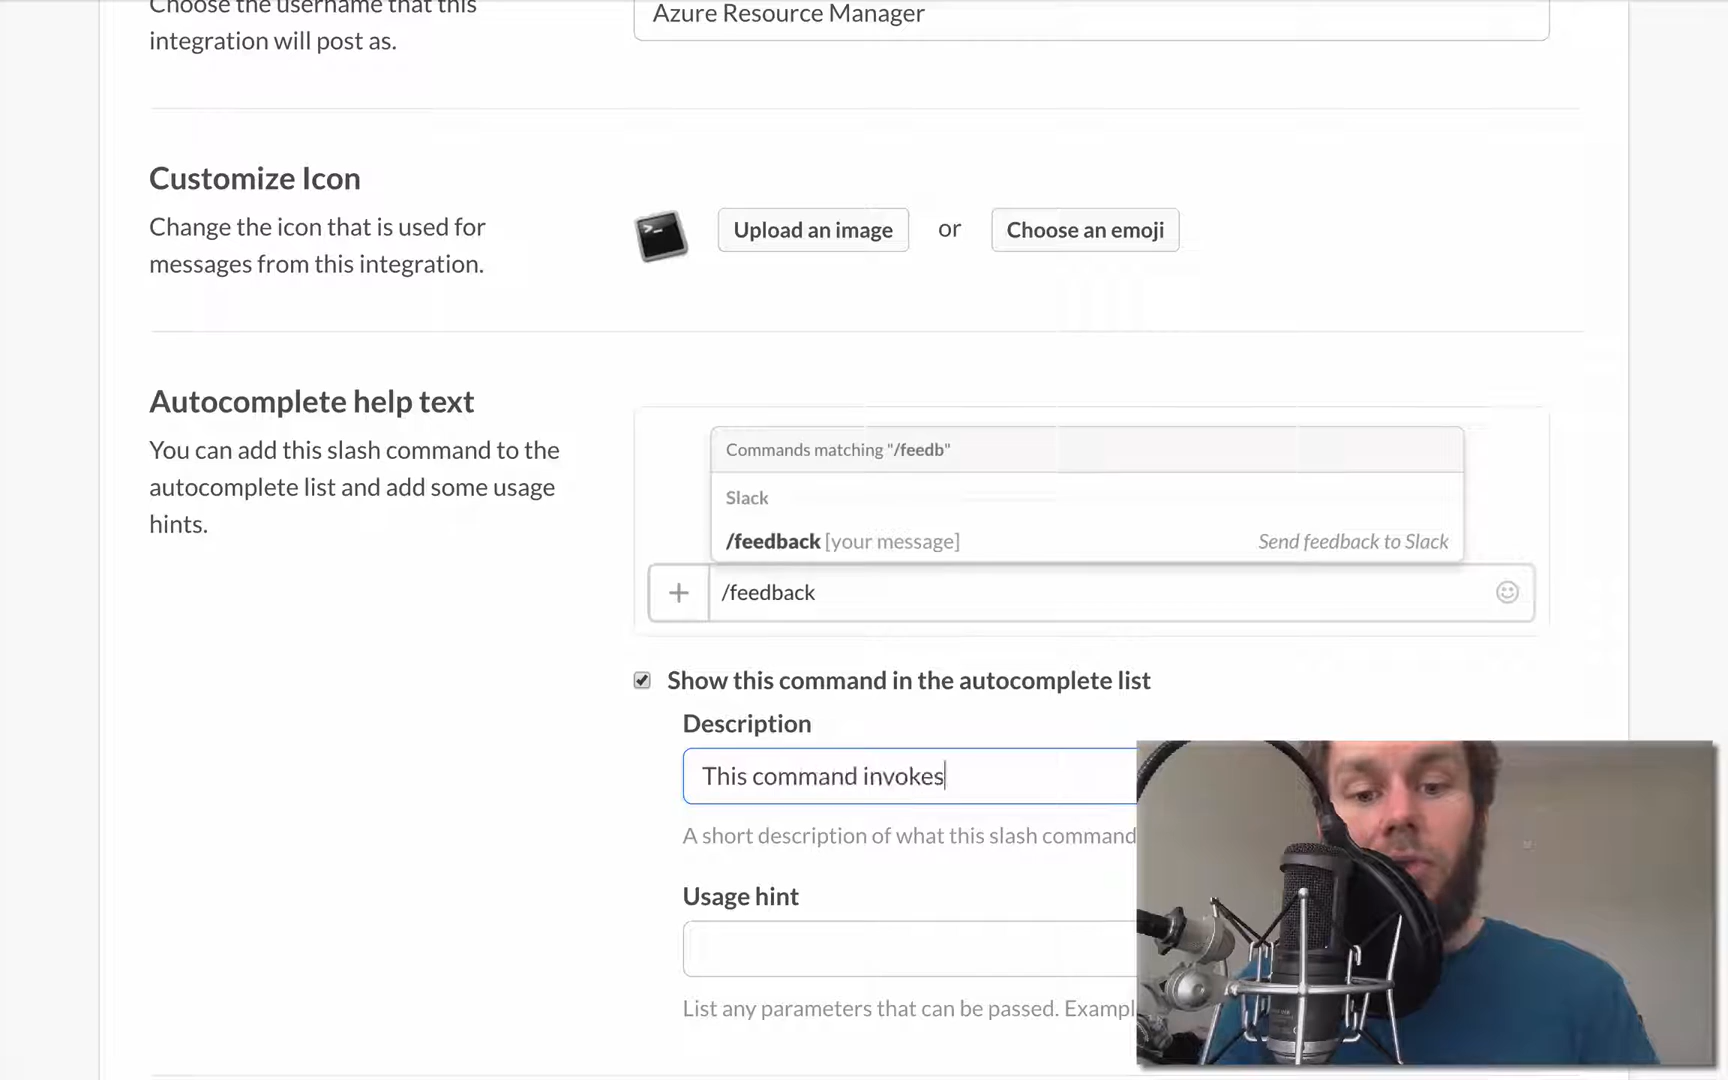 Choose the username that this
integration will post as.
Azure Resource Manager
Customize Icon
Change the icon that is used for
messages from this integration.
>_
Upload an image
or
Choose an emoji
Autocomplete help text
You can add this slash command to the
autocomplete list and add some usage
hints.
Commands matching "/feedb"
Slack
/feedback [your message]
Send feedback to Slack
+
/feedback
Show this command in the autocomplete list
Description
This command invokes
A short description of what this slash command
Usage hint
List any parameters that can be passed. Exampl